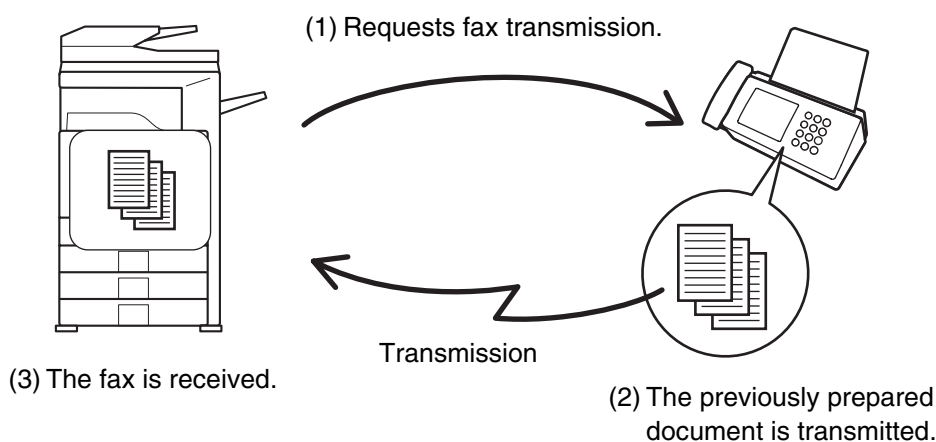 (1) Requests fax transmission.
Transmission
(3) The fax is received.
(2) The previously prepared
document is transmitted.